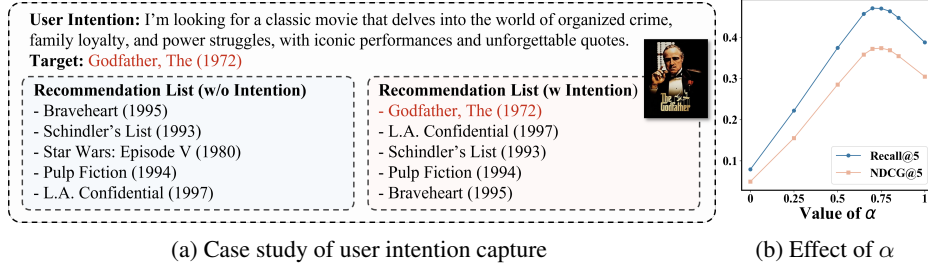 User Intention: I'm looking for a classic movie that delves into the world of organized crime,
family loyalty, and power struggles, with iconic performances and unforgettable quotes.
Target: Godfather, The (1972)
Recommendation List (w/o Intention)
- Braveheart (1995)
- Schindler's List (1993)
- Star Wars: Episode V (1980)
- Pulp Fiction (1994)
- L.A. Confidential (1997)
Recommendation List (w Intention)
- Godfather, The (1972)
- L.A. Confidential (1997)
- Schindler's List (1993)
- Pulp Fiction (1994)
- Braveheart (1995)
The
Godfather
(a) Case study of user intention capture
0.4
0.3
0.2
0.1
Recall@5
NDCG@5
0 0.25 0.5 0.75 1
Value of α
(b) Effect of α